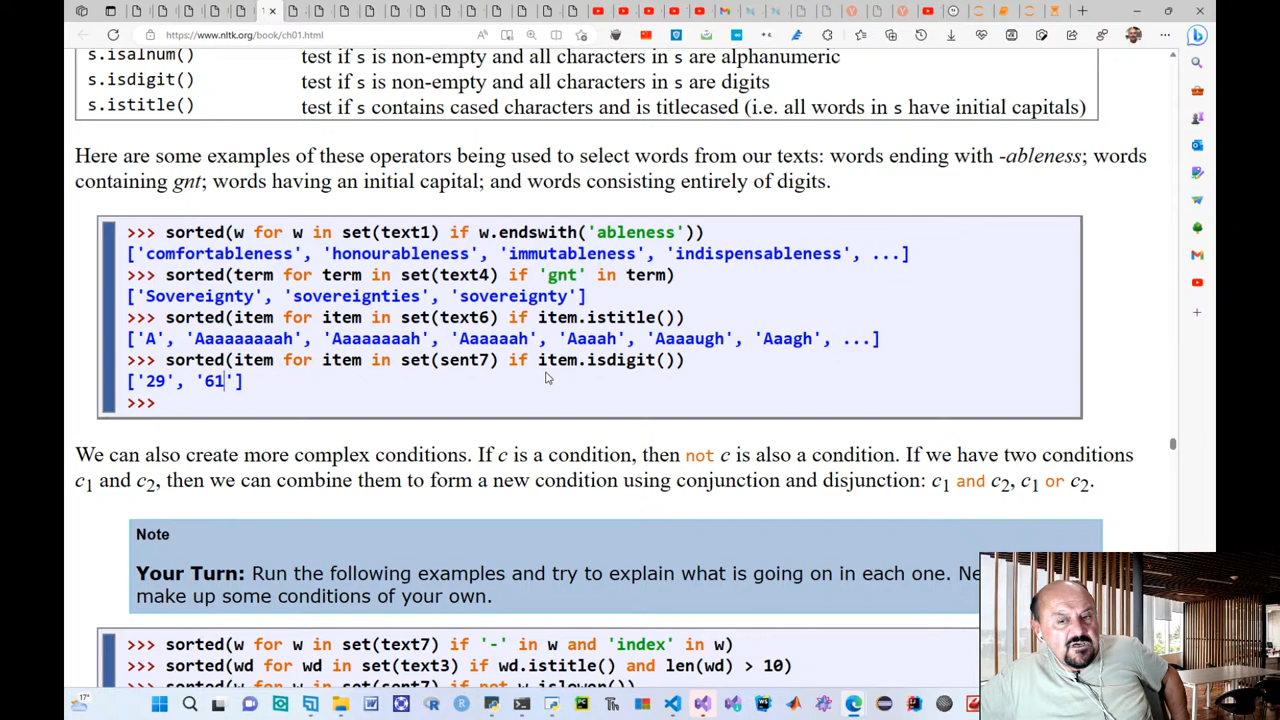 https://www.nltk.org/book/ch01.html
s.isalnum() test if s is non-empty and all characters in s are alphanumeric
s.isdigit() test if s is non-empty and all characters in s are digits
s.istitle() test if s contains cased characters and is titlecased (i.e. all words in s have initial capitals)
Here are some examples of these operators being used to select words from our texts: words ending with -ableness; words
containing gnt; words having an initial capital; and words consisting entirely of digits.
>>> sorted(w for w in set(text1) if w.endswith('ableness'))
['comfortableness', 'honourableness', 'immutableness', 'indispensableness', ...]
>>> sorted(term for term in set(text4) if 'gnt' in term)
['Sovereignty', 'sovereignties', 'sovereignty']
>>> sorted(item for item in set(text6) if item.istitle())
['A', 'Aaaaaaaaah', 'Aaaaaaaah', 'Aaaaaah', 'Aaaah', 'Aaaaugh', 'Aaagh', ...]
>>> sorted(item for item in set(sent7) if item.isdigit())
['29', '61']
>>>
We can also create more complex conditions. If c is a condition, then not c is also a condition. If we have two conditions
c1 and c2, then we can combine them to form a new condition using conjunction and disjunction: c1 and c2, c1 or c2.
Note
Your Turn: Run the following examples and try to explain what is going on in each one.
make up some conditions of your own.
>>> sorted(w for w in set(text7) if '-' in w and 'index' in w)
>>> sorted(wd for wd in set(text3) if wd.istitle() and len(wd) > 10)
>>> sorted(w for w in set(sent7) if not w.islower())
17°